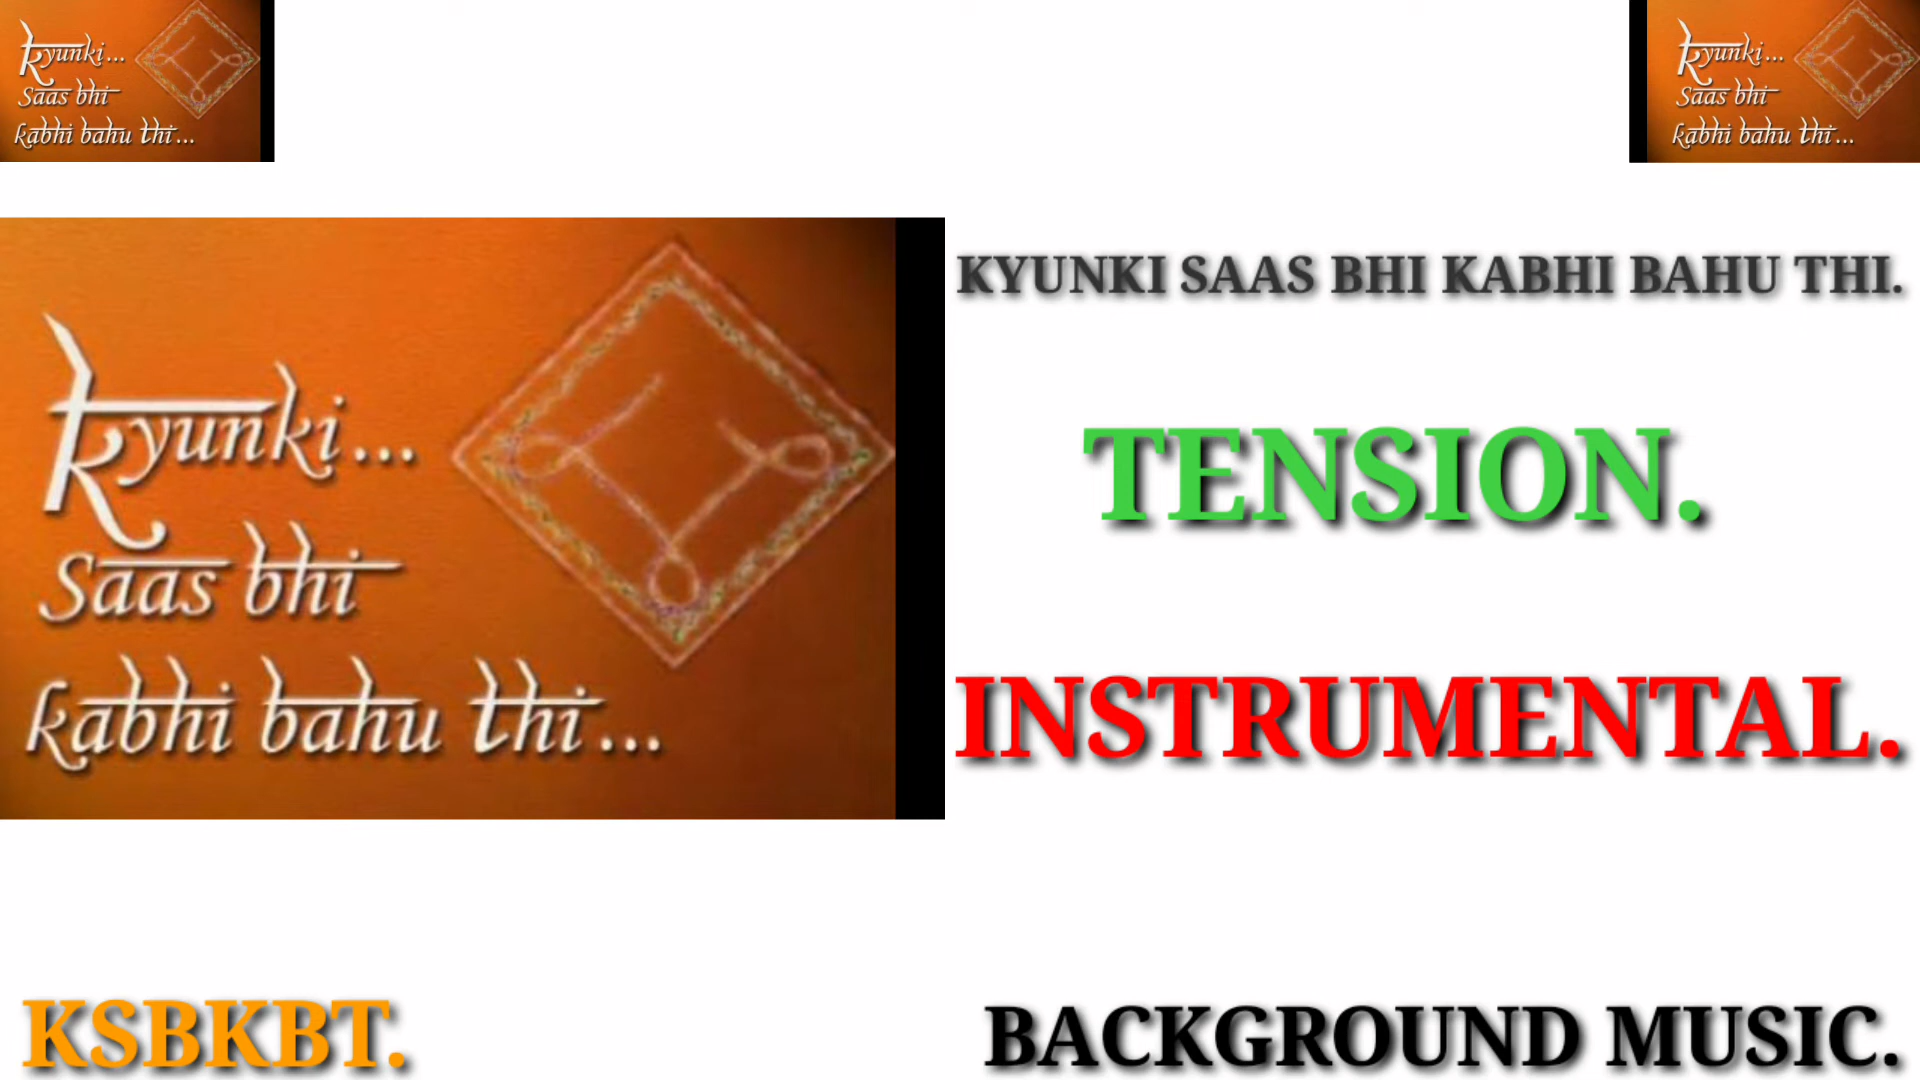 kyunki...
Saas bhi
kabhi bahu thi...
kyunki...
Saas bhi
kabhi bahu thi...
kyunki...
Saas bhi
kabhi bahu thi...
KYUNKI SAAS BHI KABHI BAHU THI.
TENSION.
INSTRUMENTAL.
KSBKBT.
BACKGROUND MUSIC.